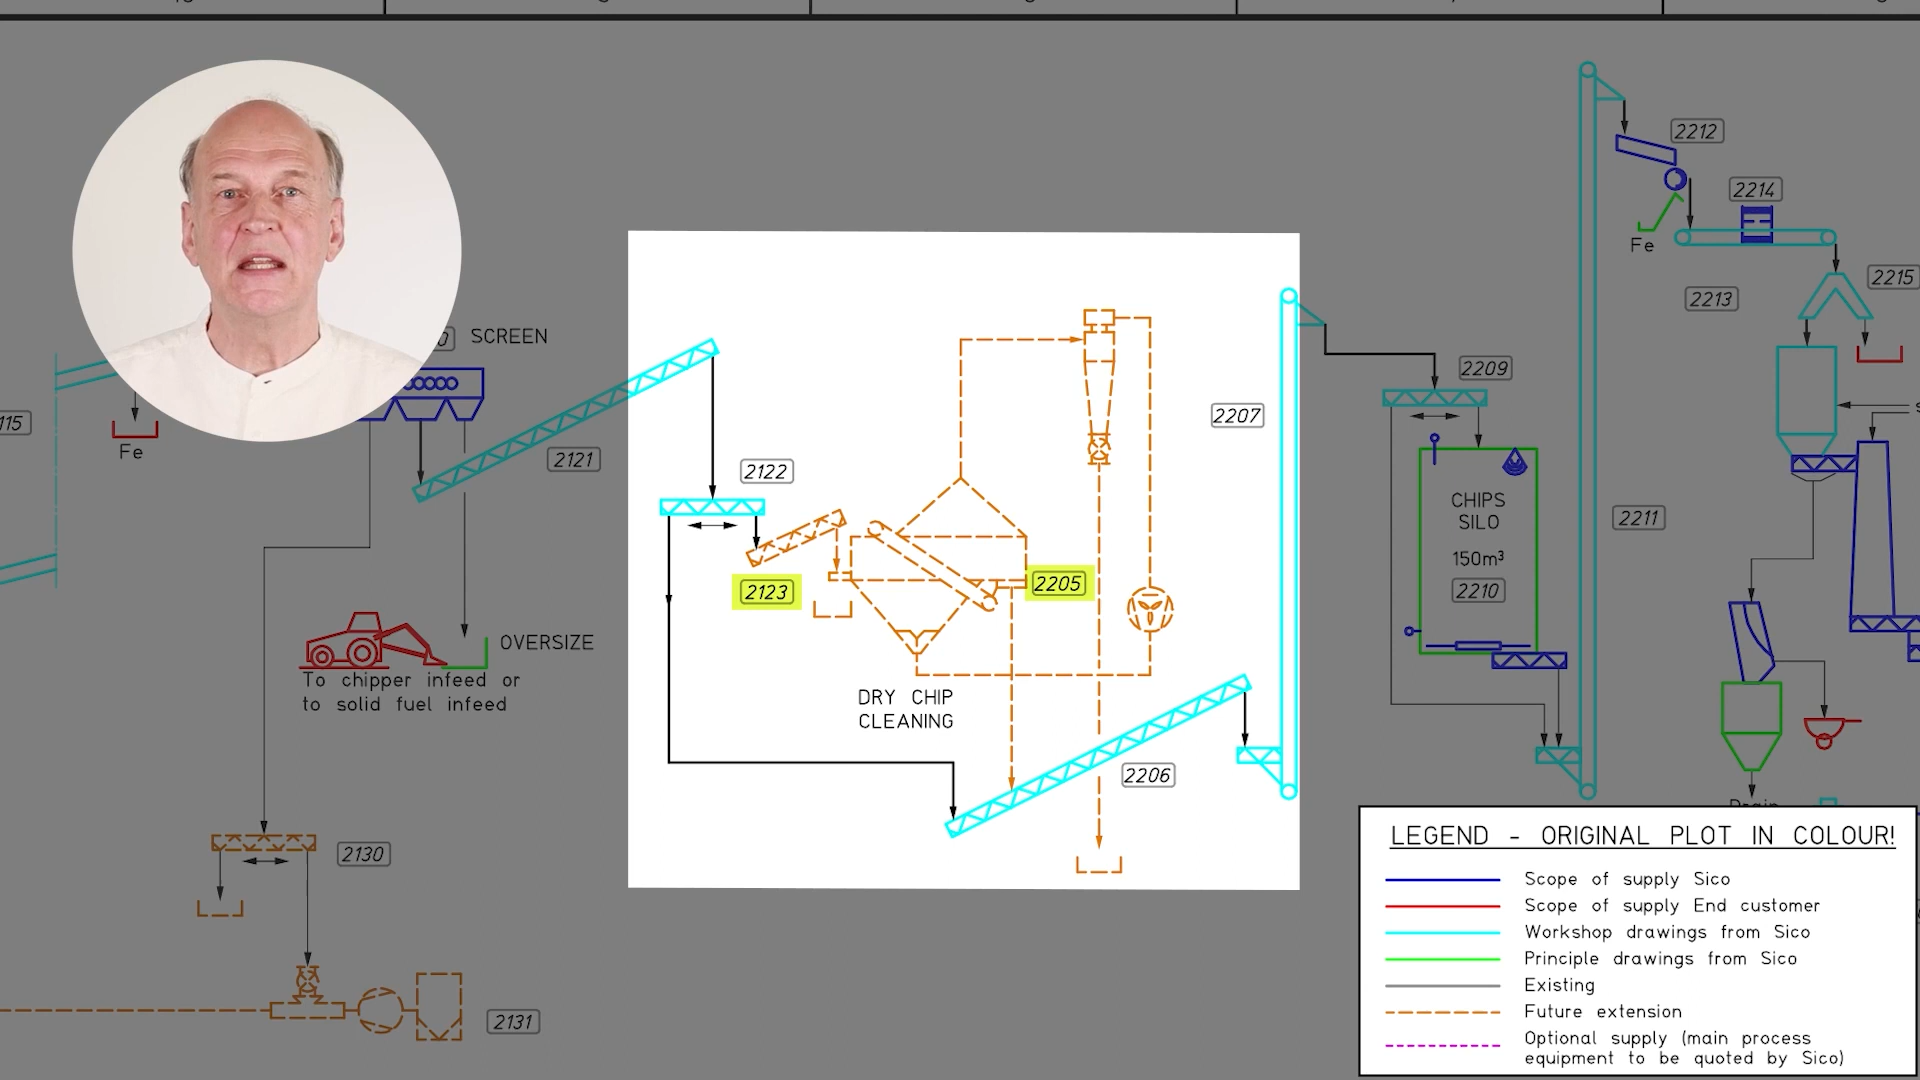 2212
2214
Fe
2213
2215
SCREEN
2209
2207
115
Fe
2121
2122
CHIPS
SILO
150m³
2210
2211
2123
2205
OVERSIZE
To chipper infeed or
to solid fuel infeed
DRY CHIP
CLEANING
2206
2130
2131
LEGEND - ORIGINAL PLOT IN COLOUR!
Scope of supply Sico
Scope of supply End customer
Workshop drawings from Sico
Principle drawings from Sico
Existing
Future extension
Optional supply (main process
equipment to be quoted by Sico)